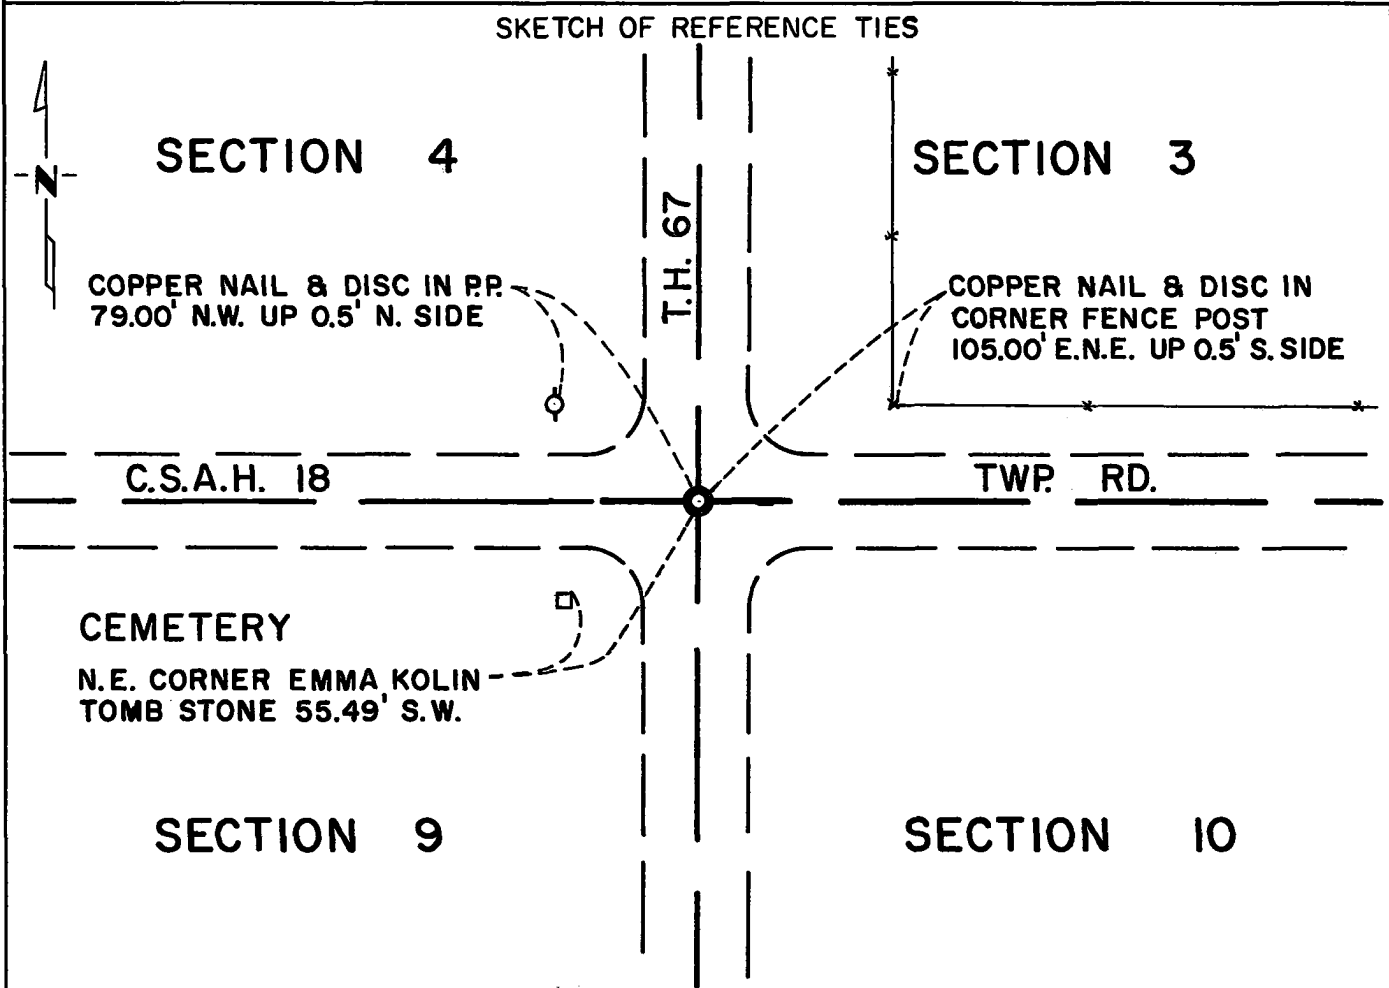 SKETCH OF REFERENCE TIES
SECTION 4
SECTION 3
N
T.H. 67
COPPER NAIL & DISC IN P.P.
79.00' N.W. UP 0.5' N. SIDE
COPPER NAIL & DISC IN
CORNER FENCE POST
105.00' E.N.E. UP 0.5' S. SIDE
C.S.A.H. 18
TWP. RD.
CEMETERY
N.E. CORNER EMMA KOLIN
TOMB STONE 55.49' S.W.
SECTION 9
SECTION 10